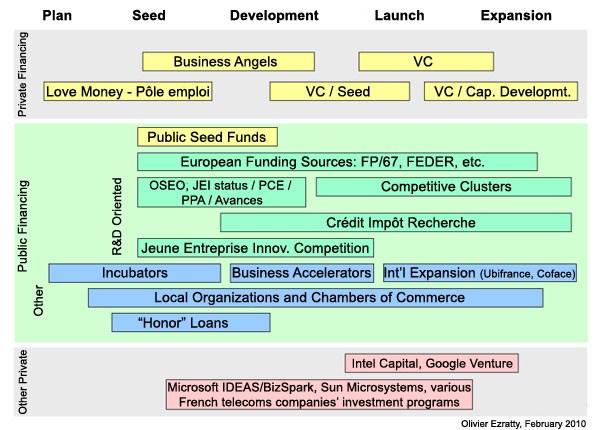 Plan Seed Development Launch Expansion
Private Financing
Business Angels VC
Love Money - Pôle emploi VC / Seed VC / Cap. Developmt.
Public Financing
R&D Oriented
Public Seed Funds
European Funding Sources: FP/67, FEDER, etc.
OSEO, JEI status / PCE /
PPA / Avances
Competitive Clusters
Crédit Impôt Recherche
Jeune Entreprise Innov. Competition
Other
Incubators Business Accelerators Int'l Expansion (Ubifrance, Coface)
Local Organizations and Chambers of Commerce
“Honor” Loans
Other Private
Intel Capital, Google Venture
Microsoft IDEAS/BizSpark, Sun Microsystems, various
French telecoms companies’ investment programs
Olivier Ezratty, February 2010